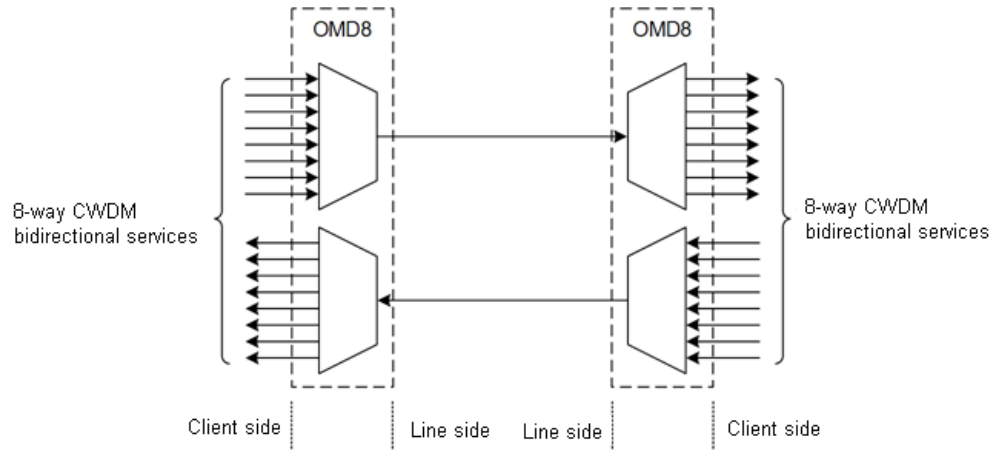 OMD8
OMD8
8-way CWDM
bidirectional services
8-way CWDM
bidirectional services
Client side
Line side
Line side
Client side